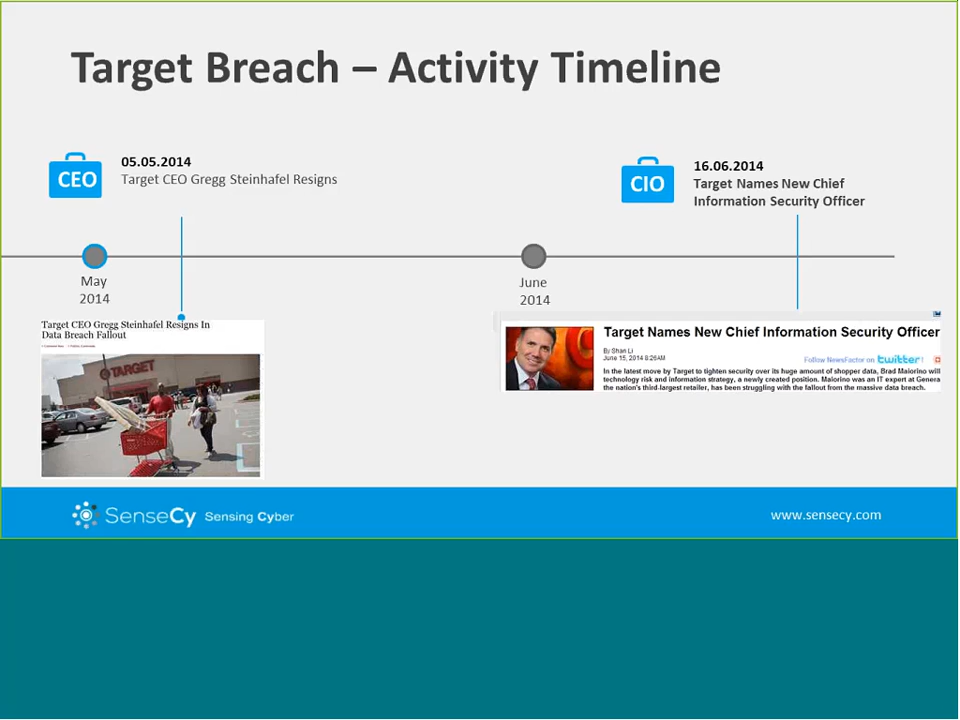 Target Breach – Activity Timeline
CEO
05.05.2014
Target CEO Gregg Steinhafel Resigns
CIO
16.06.2014
Target Names New Chief
Information Security Officer
May
2014
June
2014
Target CEO Gregg Steinhafel Resigns In
Data Breach Fallout
TARGET
Target Names New Chief Information Security Officer
By Shan Li
June 15, 2014 8:26AM
Follow NewsFactor on twitter!
In the latest move by Target to tighten security over its huge amount of shopper data, Brad Maiorino will
technology risk and information strategy, a newly created position. Maiorino was an IT expert at Genera
the nation's third-largest retailer, has been struggling with the fallout from the massive data breach.
SenseCy Sensing Cyber
www.sensecy.com